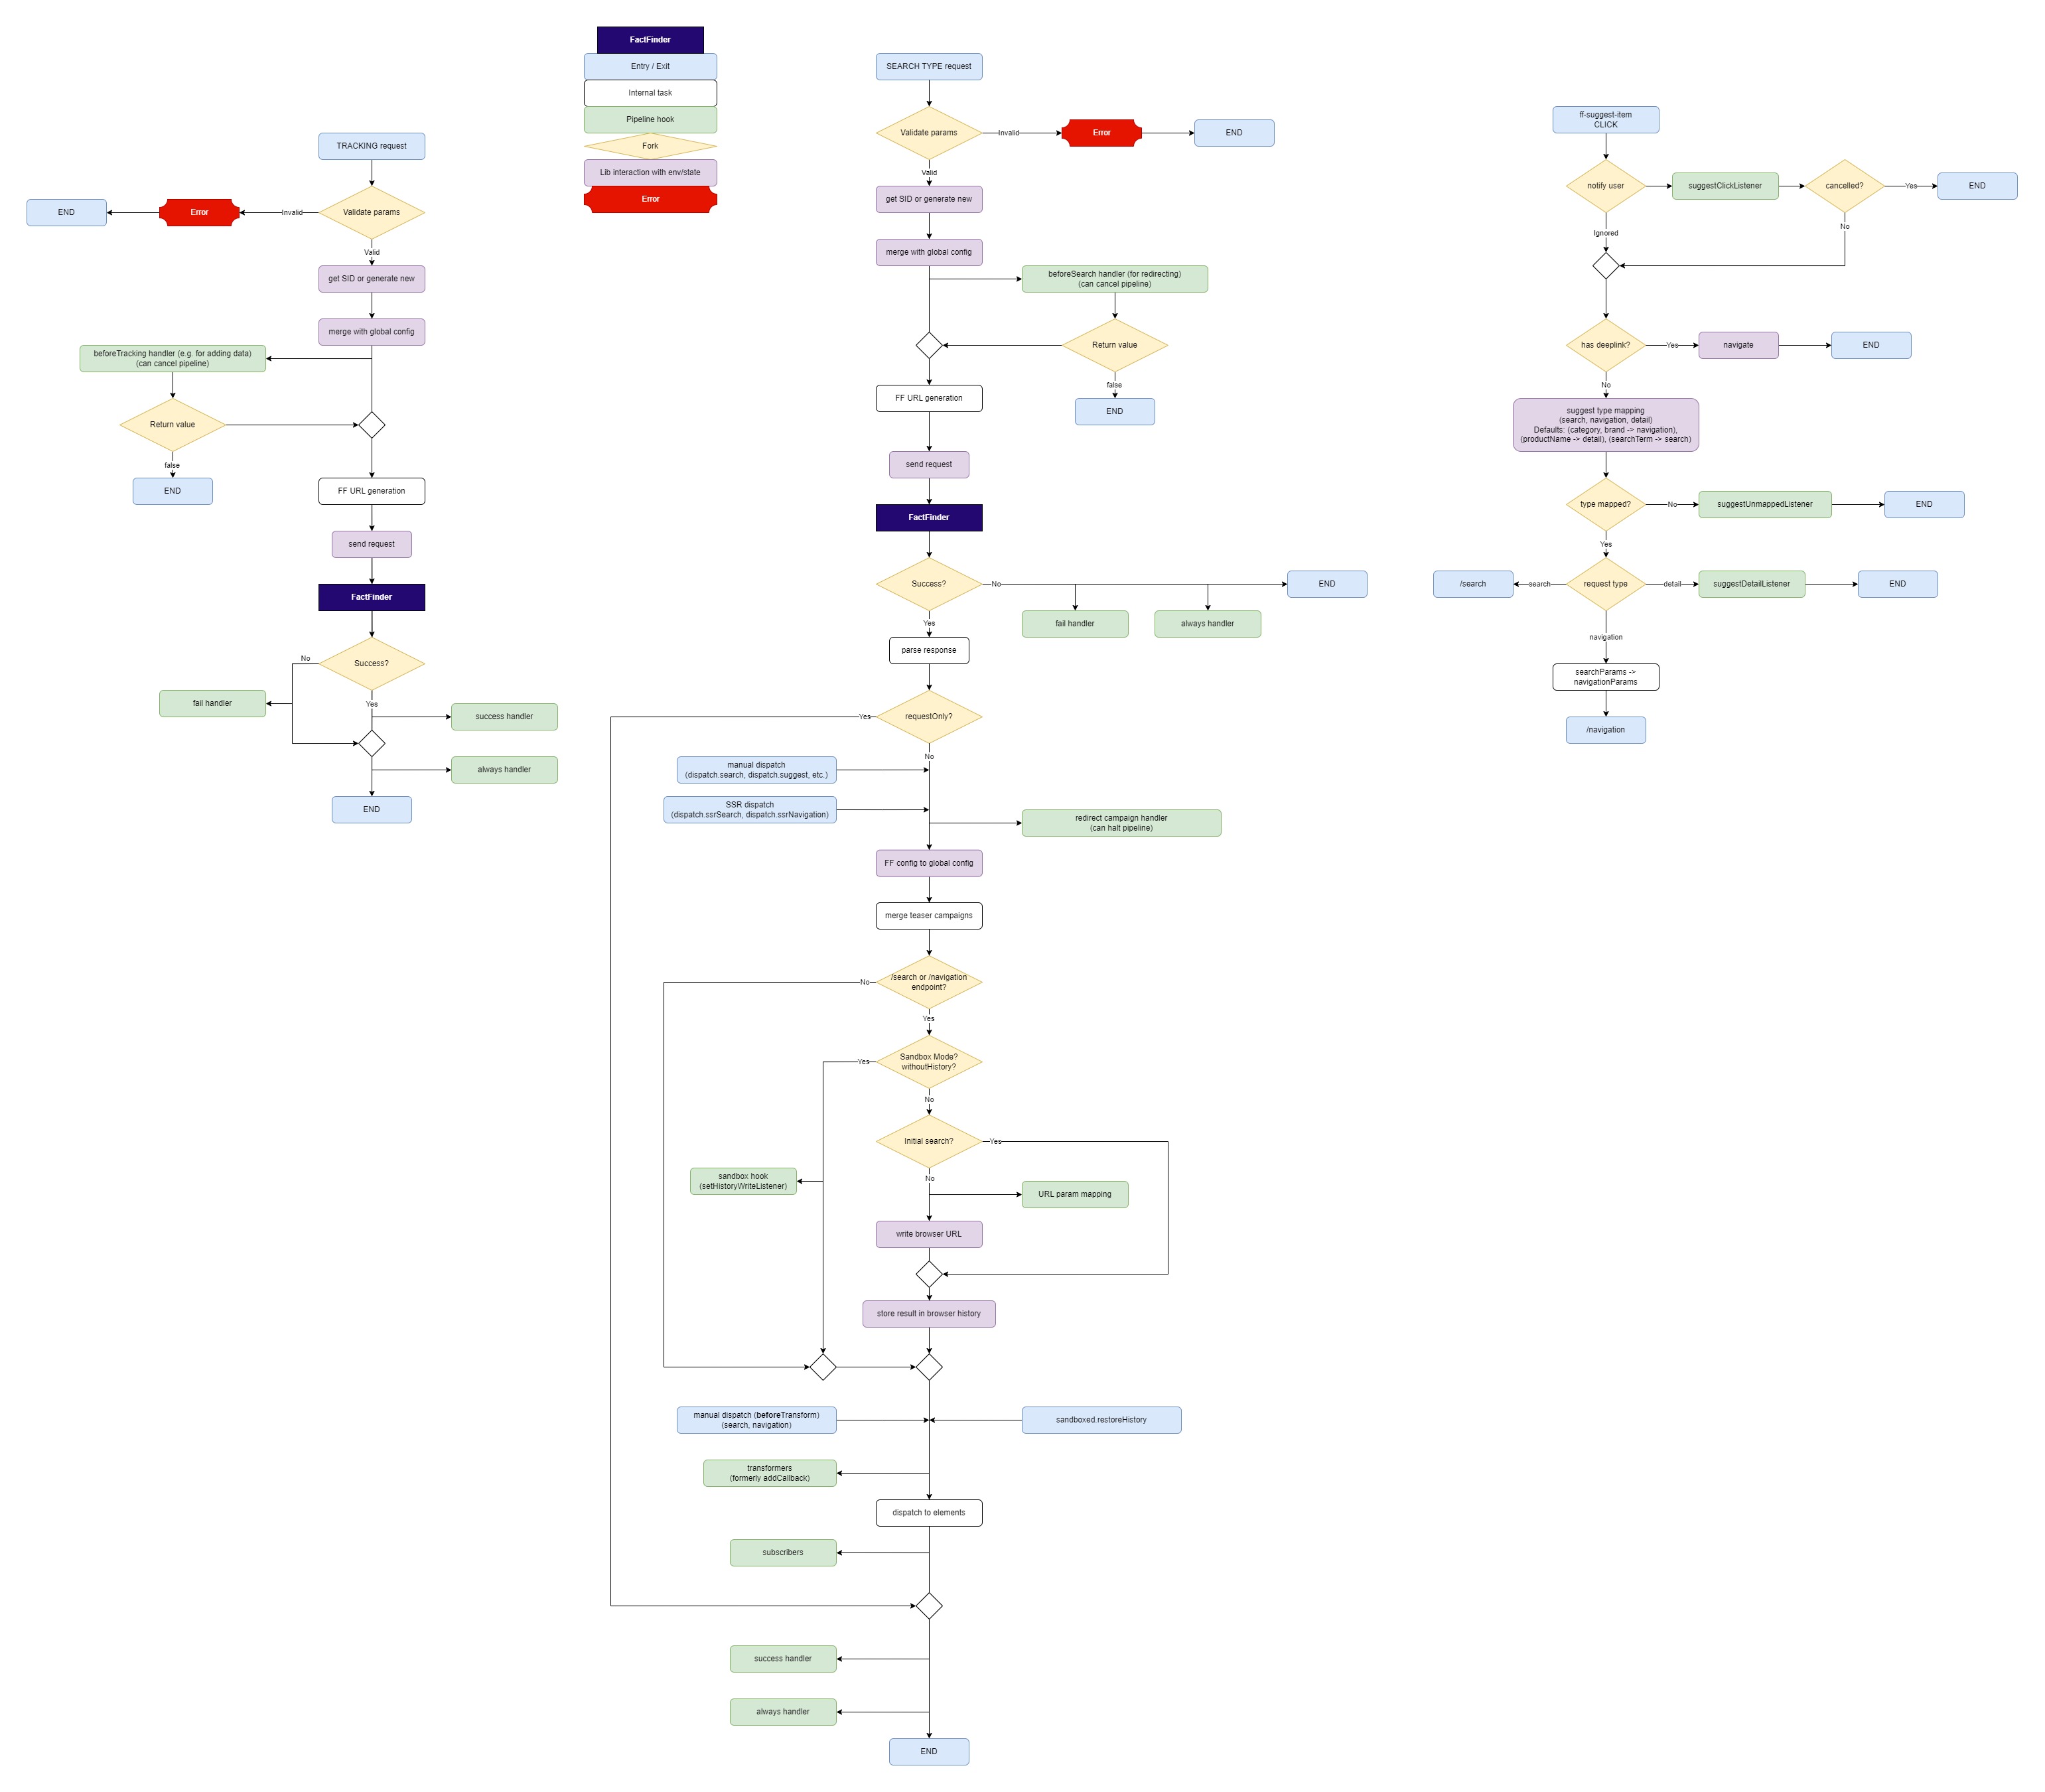 FactFinder
Entry / Exit
Internal task
Pipeline hook
Fork
Lib interaction with env/state
Error
TRACKING request
Validate params
Invalid
Error
END
Valid
get SID or generate new
merge with global config
beforeTracking handler (e.g. for adding data)
(can cancel pipeline)
Return value
false
END
FF URL generation
send request
FactFinder
Success?
No
fail handler
Yes
success handler
always handler
END
SEARCH TYPE request
Validate params
Invalid
Error
END
Valid
get SID or generate new
merge with global config
beforeSearch handler (for redirecting)
(can cancel pipeline)
Return value
false
END
FF URL generation
send request
FactFinder
Success?
No
END
fail handler
always handler
Yes
parse response
requestOnly?
Yes
No
manual dispatch
(dispatch.search, dispatch.suggest, etc.)
SSR dispatch
(dispatch.ssrSearch, dispatch.ssrNavigation)
redirect campaign handler
(can halt pipeline)
FF config to global config
merge teaser campaigns
/search or /navigation
endpoint?
No
Yes
Sandbox Mode?
withoutHistory?
Yes
No
Initial search?
Yes
No
sandbox hook
(setHistoryWriteListener)
URL param mapping
write browser URL
store result in browser history
manual dispatch (beforeTransform)
(search, navigation)
sandboxed.restoreHistory
transformers
(formerly addCallback)
dispatch to elements
subscribers
success handler
always handler
END
ff-suggest-item
CLICK
notify user
suggestClickListener
cancelled?
Yes
END
Ignored
No
has deeplink?
Yes
navigate
END
No
suggest type mapping
(search, navigation, detail)
Defaults: (category, brand -> navigation),
(productName -> detail), (searchTerm -> search)
type mapped?
No
suggestUnmappedListener
END
Yes
request type
search
/search
detail
suggestDetailListener
END
navigation
searchParams ->
navigationParams
/navigation